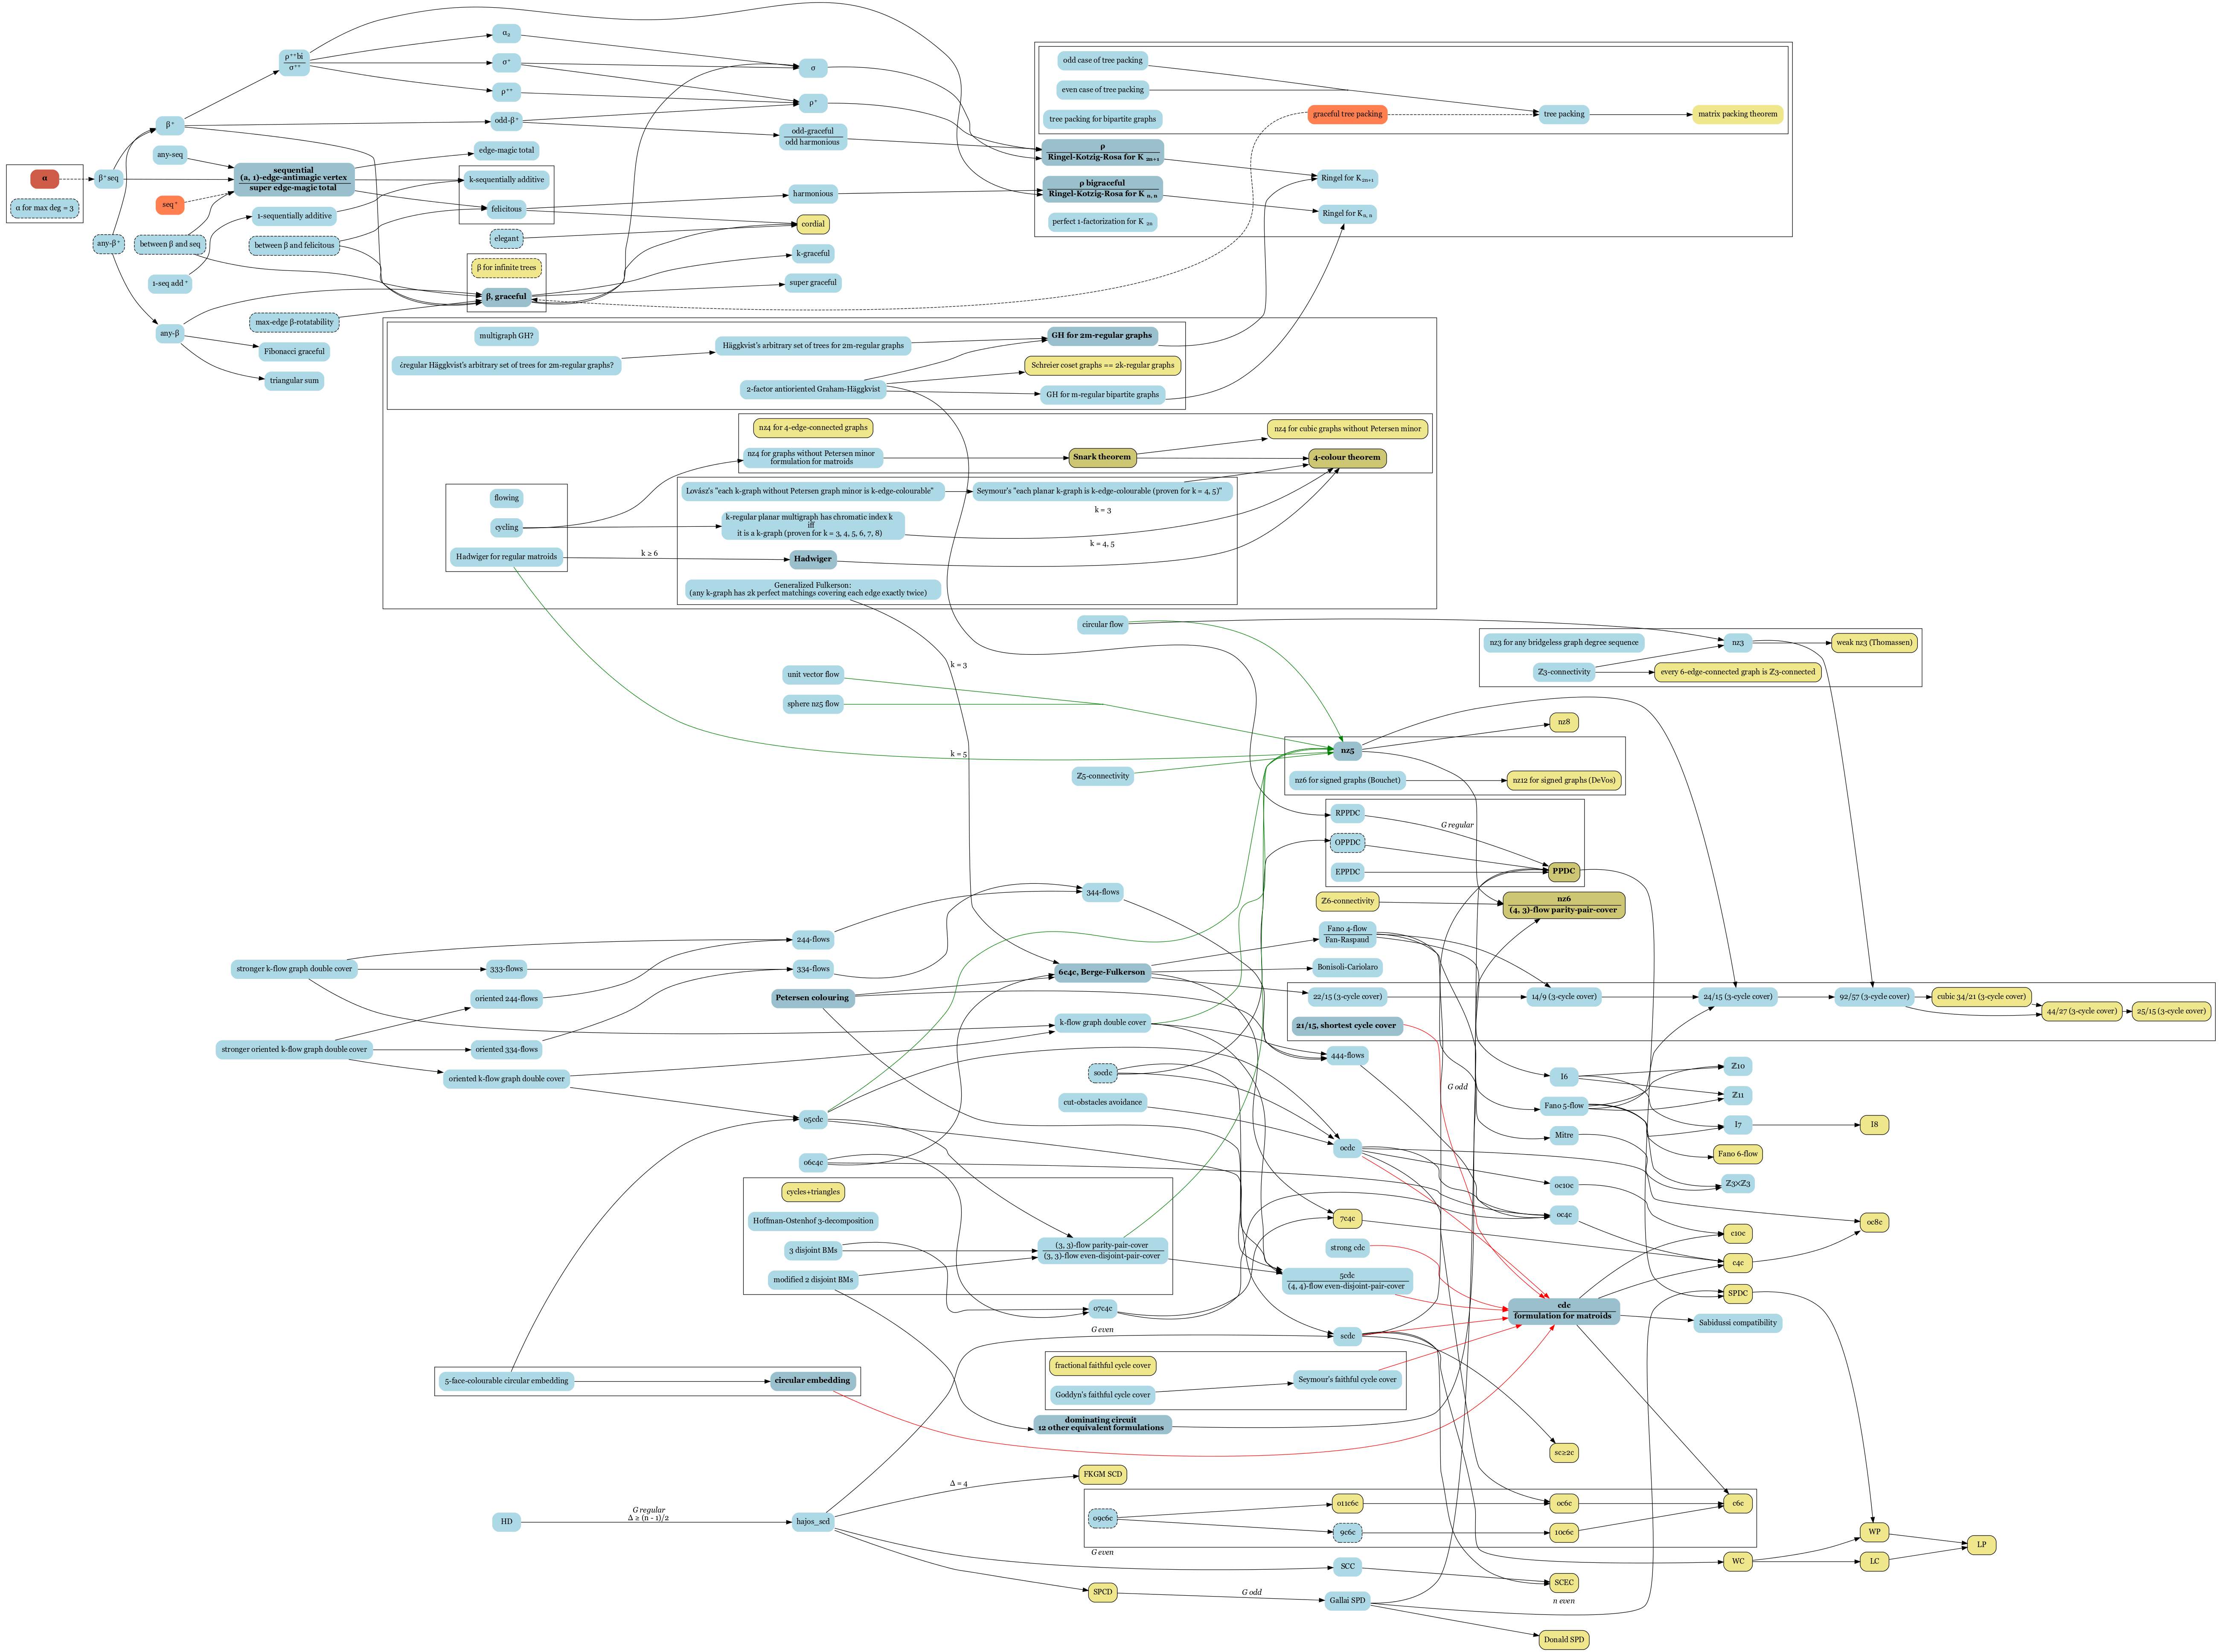 α
α for max deg = 3
β⁺seq
any-β⁺
β⁺
any-seq
seq⁺
between β and seq
1-seq add ⁺
any-β
ρ⁺⁺bi
σ⁺⁺
sequential
(a, 1)-edge-antimagic vertex
super edge-magic total
1-sequentially additive
between β and felicitous
max-edge β-rotatability
Fibonacci graceful
triangular sum
σ⁺
ρ⁺⁺
odd-β⁺
edge-magic total
k-sequentially additive
felicitous
elegant
β for infinite trees
β, graceful
σ
ρ⁺
odd-graceful
odd harmonious
harmonious
cordial
k-graceful
super graceful
odd case of tree packing
even case of tree packing
tree packing for bipartite graphs
graceful tree packing
tree packing
matrix packing theorem
ρ
Ringel-Kotzig-Rosa for K 2n+1
ρ bigraceful
Ringel-Kotzig-Rosa for K n, n
perfect 1-factorization for K 2n
Ringel for K 2n+1
Ringel for K n, n
multigraph GH?
¿regular Häggkvist's arbitrary set of trees for 2m-regular graphs?
Häggkvist's arbitrary set of trees for 2m-regular graphs
2-factor antioriented Graham-Häggkvist
GH for 2m-regular graphs
Schreier coset graphs == 2k-regular graphs
GH for m-regular bipartite graphs
nz4 for 4-edge-connected graphs
nz4 for graphs without Petersen minor
formulation for matroids
Snark theorem
nz4 for cubic graphs without Petersen minor
4-colour theorem
flowing
cycling
Hadwiger for regular matroids
k ≥ 6
Lovász's "each k-graph without Petersen graph minor is k-edge-colourable"
Seymour's "each planar k-graph is k-edge-colourable (proven for k = 4, 5)"
k = 3
k-regular planar multigraph has chromatic index k
iff
it is a k-graph (proven for k = 3, 4, 5, 6, 7, 8)
k = 4, 5
Hadwiger
Generalized Fulkerson:
(any k-graph has 2k perfect matchings covering each edge exactly twice)
circular flow
nz3 for any bridgeless graph degree sequence
nz3
weak nz3 (Thomassen)
Z3-connectivity
every 6-edge-connected graph is Z3-connected
k = 3
unit vector flow
sphere nz5 flow
k = 5
Z5-connectivity
nz8
nz5
nz6 for signed graphs (Bouchet)
nz12 for signed graphs (DeVos)
RPPDC
G regular
OPPDC
EPPDC
PPDC
Z6-connectivity
nz6
(4, 3)-flow parity-pair-cover
344-flows
244-flows
stronger k-flow graph double cover
333-flows
334-flows
oriented 244-flows
Petersen colouring
6c4c, Berge-Fulkerson
Fano 4-flow
Fan-Raspaud
Bonisoli-Cariolaro
22/15 (3-cycle cover)
14/9 (3-cycle cover)
24/15 (3-cycle cover)
92/57 (3-cycle cover)
cubic 34/21 (3-cycle cover)
44/27 (3-cycle cover)
25/15 (3-cycle cover)
21/15, shortest cycle cover
k-flow graph double cover
stronger oriented k-flow graph double cover
oriented 334-flows
oriented k-flow graph double cover
444-flows
socdc
cut-obstacles avoidance
G odd
I6
Z10
Z11
Fano 5-flow
I7
I8
Mitre
Fano 6-flow
Z3×Z3
o5cdc
o6c4c
ocdc
oc10c
oc4c
oc8c
c10c
c4c
SPDC
cycles+triangles
Hoffman-Ostenhof 3-decomposition
3 disjoint BMs
modified 2 disjoint BMs
(3, 3)-flow parity-pair-cover
(3, 3)-flow even-disjoint-pair-cover
7c4c
strong cdc
5cdc
(4, 4)-flow even-disjoint-pair-cover
cdc
formulation for matroids
Sabidussi compatibility
o7c4c
G even
scdc
5-face-colourable circular embedding
circular embedding
fractional faithful cycle cover
Goddyn's faithful cycle cover
Seymour's faithful cycle cover
dominating circuit
12 other equivalent formulations
sc≥2c
FKGM SCD
Δ = 4
HD
G regular
Δ ≥ (n - 1)/2
hajos_scd
o9c6c
o11c6c
oc6c
c6c
9c6c
10c6c
G even
SCC
SCEC
n even
WC
WP
LC
LP
SPCD
G odd
Gallai SPD
Donald SPD